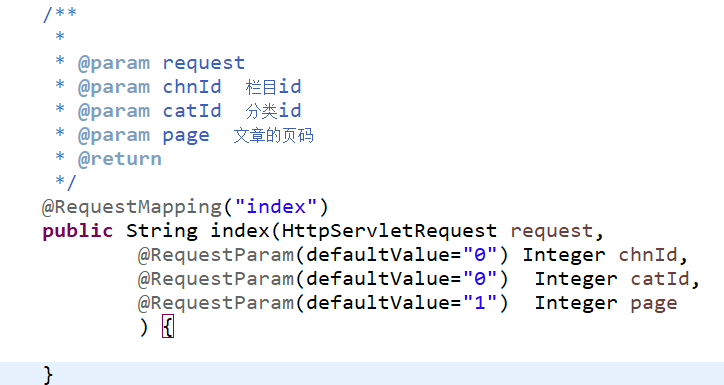 /**
 *
 * @param request
 * @param chnId  栏目id
 * @param catId  分类id
 * @param page  文章的页码
 * @return
 */
@RequestMapping("index")
public String index(HttpServletRequest request,
        @RequestParam(defaultValue="0") Integer chnId,
        @RequestParam(defaultValue="0")  Integer catId,
        @RequestParam(defaultValue="1")  Integer page
        ) {
}